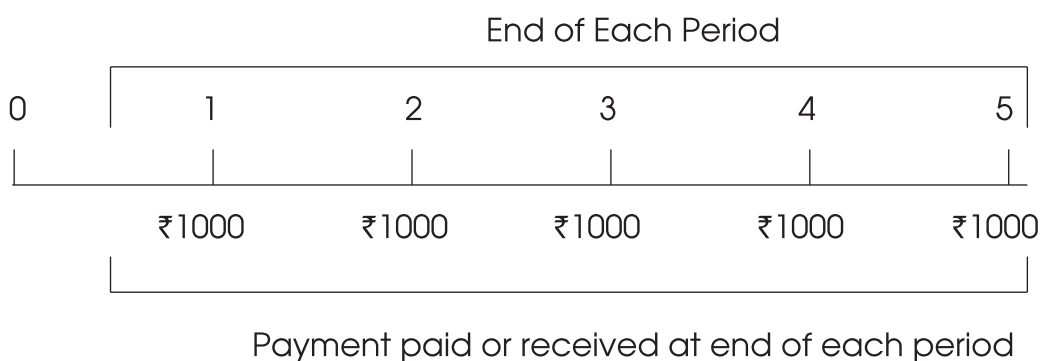 End of Each Period
0 1 2 3 4 5
₹1000 ₹1000 ₹1000 ₹1000 ₹1000
Payment paid or received at end of each period